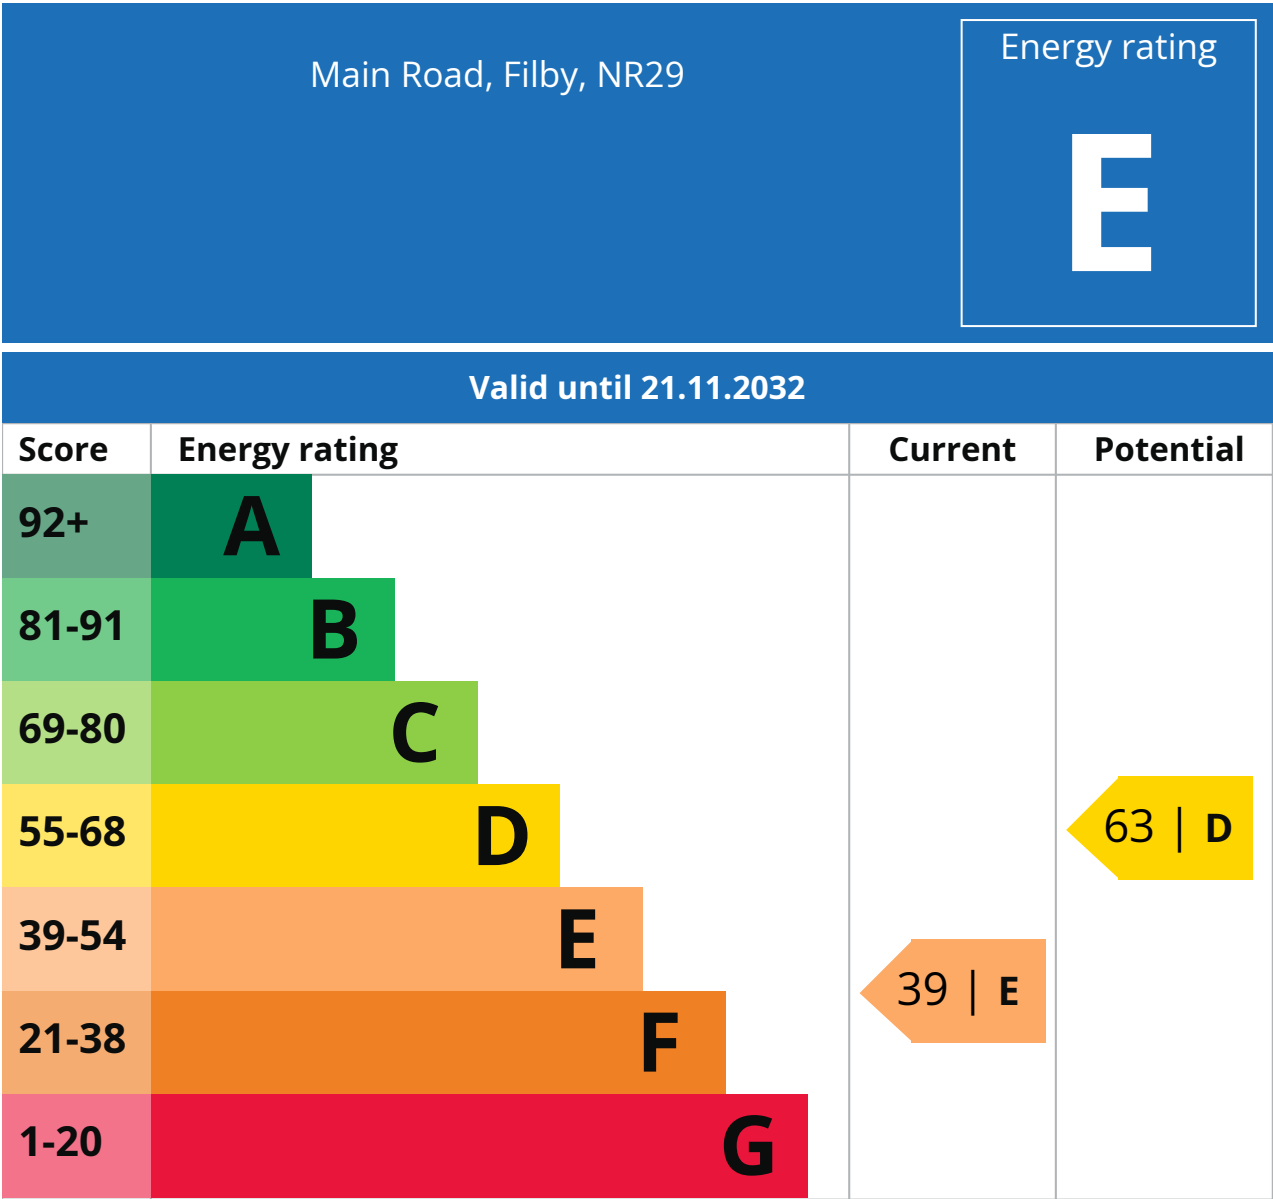 Main Road, Filby, NR29
Energy rating
E
Valid until 21.11.2032
Score Energy rating Current Potential
92+ A
81-91 B
69-80 C
55-68 D
63 | D
39-54 E
39 | E
21-38 F
1-20 G